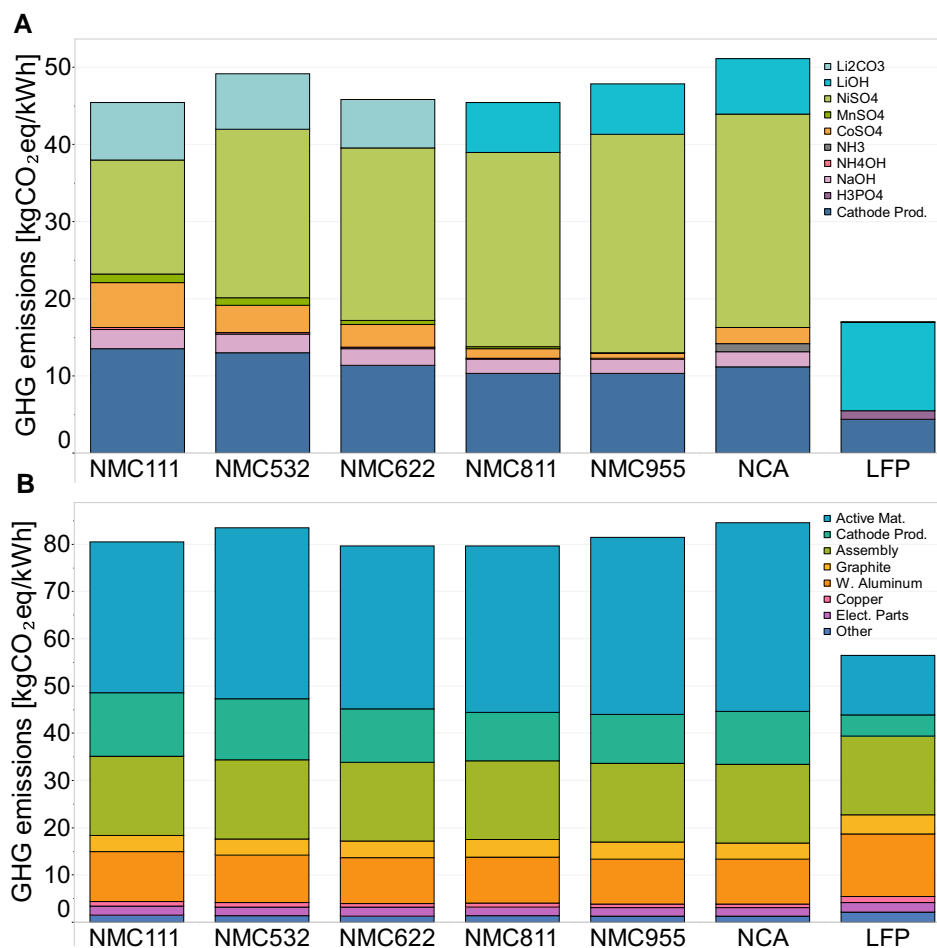 A
GHG emissions [kgCO₂eq/kWh]
50
40
30
20
10
0
Li2CO3
LiOH
NiSO4
MnSO4
CoSO4
NH3
NH4OH
NaOH
H3PO4
Cathode Prod.
NMC111 NMC532 NMC622 NMC811 NMC955 NCA LFP
B
GHG emissions [kgCO₂eq/kWh]
80
70
60
50
40
30
20
10
0
Active Mat.
Cathode Prod.
Assembly
Graphite
W. Aluminum
Copper
Elect. Parts
Other
NMC111 NMC532 NMC622 NMC811 NMC955 NCA LFP